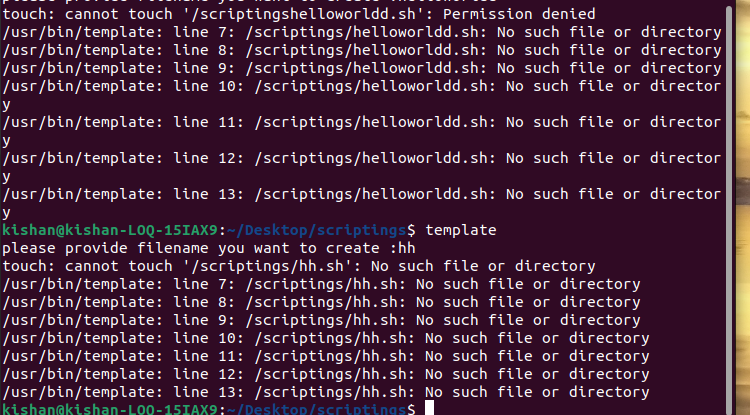 touch: cannot touch '/scriptingshelloworldd.sh': Permission denied
/usr/bin/template: line 7: /scriptings/helloworldd.sh: No such file or directory
/usr/bin/template: line 8: /scriptings/helloworldd.sh: No such file or directory
/usr/bin/template: line 9: /scriptings/helloworldd.sh: No such file or directory
/usr/bin/template: line 10: /scriptings/helloworldd.sh: No such file or director
y
/usr/bin/template: line 11: /scriptings/helloworldd.sh: No such file or director
y
/usr/bin/template: line 12: /scriptings/helloworldd.sh: No such file or director
y
/usr/bin/template: line 13: /scriptings/helloworldd.sh: No such file or director
y
kishan@kishan-LOQ-15IAX9:~/Desktop/scriptings$ template
please provide filename you want to create :hh
touch: cannot touch '/scriptings/hh.sh': No such file or directory
/usr/bin/template: line 7: /scriptings/hh.sh: No such file or directory
/usr/bin/template: line 8: /scriptings/hh.sh: No such file or directory
/usr/bin/template: line 9: /scriptings/hh.sh: No such file or directory
/usr/bin/template: line 10: /scriptings/hh.sh: No such file or directory
/usr/bin/template: line 11: /scriptings/hh.sh: No such file or directory
/usr/bin/template: line 12: /scriptings/hh.sh: No such file or directory
/usr/bin/template: line 13: /scriptings/hh.sh: No such file or directory
kishan@kishan-LOQ-15IAX9:~/Desktop/scriptings$